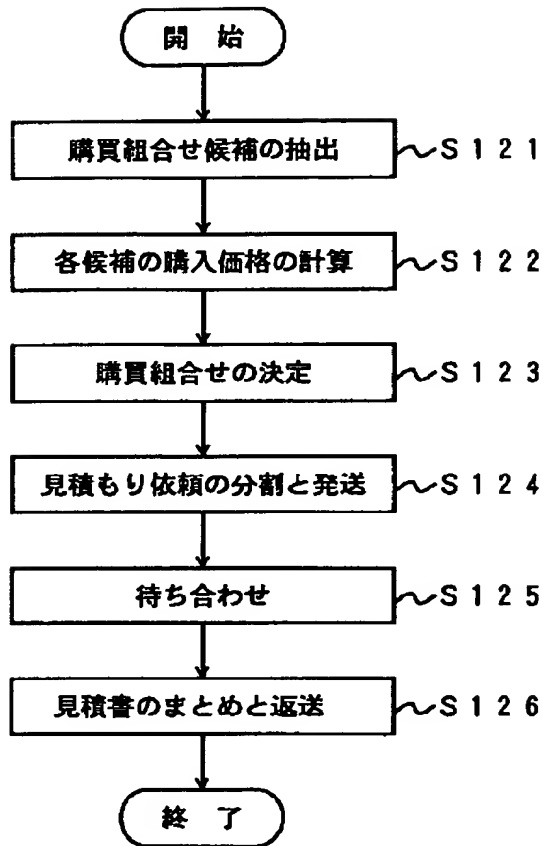 開 始
購買組合せ候補の抽出 S121
各候補の購入価格の計算 S122
購買組合せの決定 S123
見積もり依頼の分割と発送 S124
待ち合わせ S125
見積書のまとめと返送 S126
終 了